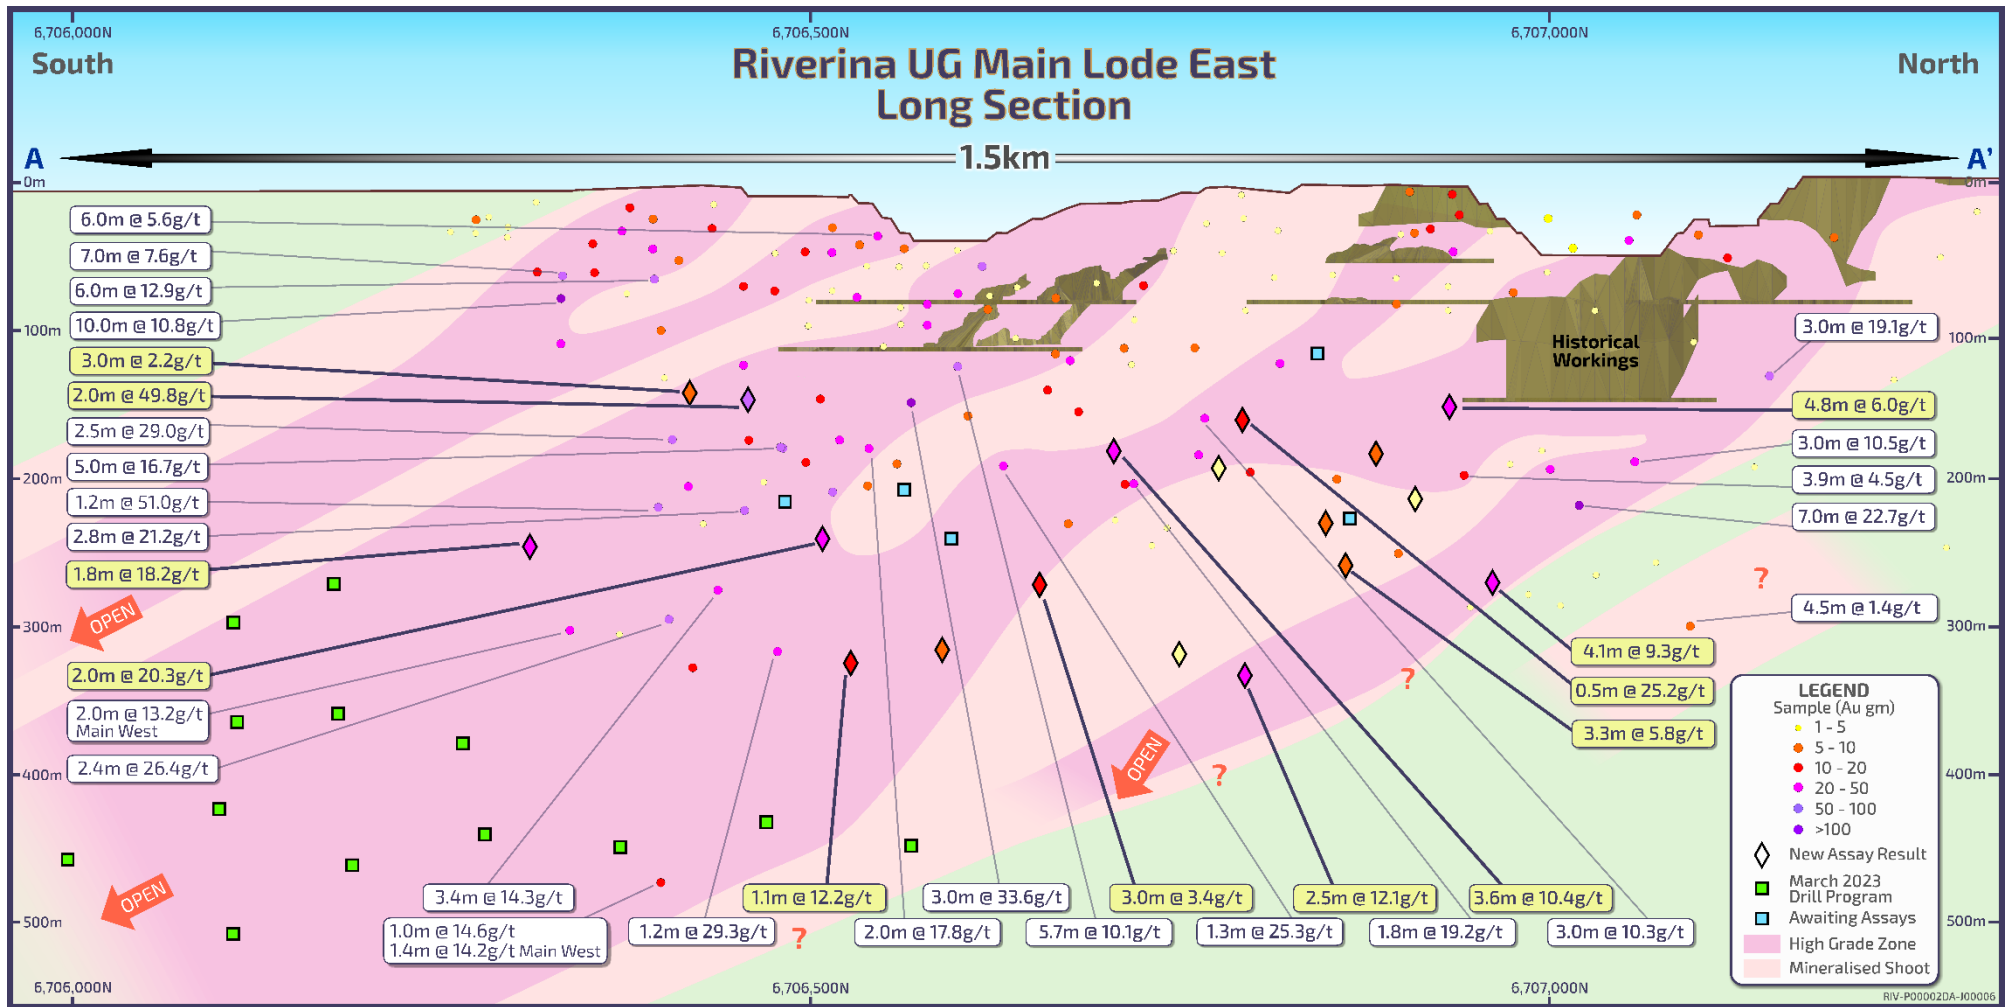 6,706,000N
6,706,500N
6,707,000N
South
Riverina UG Main Lode East
Long Section
North
A
1.5km
A'
0m
0m
6.0m @ 5.6g/t
7.0m @ 7.6g/t
6.0m @ 12.9g/t
10.0m @ 10.8g/t
100m
3.0m @ 2.2g/t
2.0m @ 49.8g/t
2.5m @ 29.0g/t
5.0m @ 16.7g/t
200m
1.2m @ 51.0g/t
2.8m @ 21.2g/t
1.8m @ 18.2g/t
OPEN
300m
2.0m @ 20.3g/t
2.0m @ 13.2g/t
Main West
2.4m @ 26.4g/t
400m
OPEN
500m
Historical
Workings
3.0m @ 19.1g/t
100m
4.8m @ 6.0g/t
3.0m @ 10.5g/t
3.9m @ 4.5g/t
200m
7.0m @ 22.7g/t
?
4.5m @ 1.4g/t
300m
4.1m @ 9.3g/t
?
0.5m @ 25.2g/t
3.3m @ 5.8g/t
OPEN
?
400m
500m
3.4m @ 14.3g/t
1.1m @ 12.2g/t
3.0m @ 33.6g/t
3.0m @ 3.4g/t
2.5m @ 12.1g/t
3.6m @ 10.4g/t
1.0m @ 14.6g/t
1.4m @ 14.2g/t Main West
1.2m @ 29.3g/t
?
2.0m @ 17.8g/t
5.7m @ 10.1g/t
1.3m @ 25.3g/t
1.8m @ 19.2g/t
3.0m @ 10.3g/t
LEGEND
Sample (Au gm)
1 - 5
5 - 10
10 - 20
20 - 50
50 - 100
>100
New Assay Result
March 2023
Drill Program
Awaiting Assays
High Grade Zone
Mineralised Shoot
6,706,000N
6,706,500N
6,707,000N
RIV-P00002DA-J00006